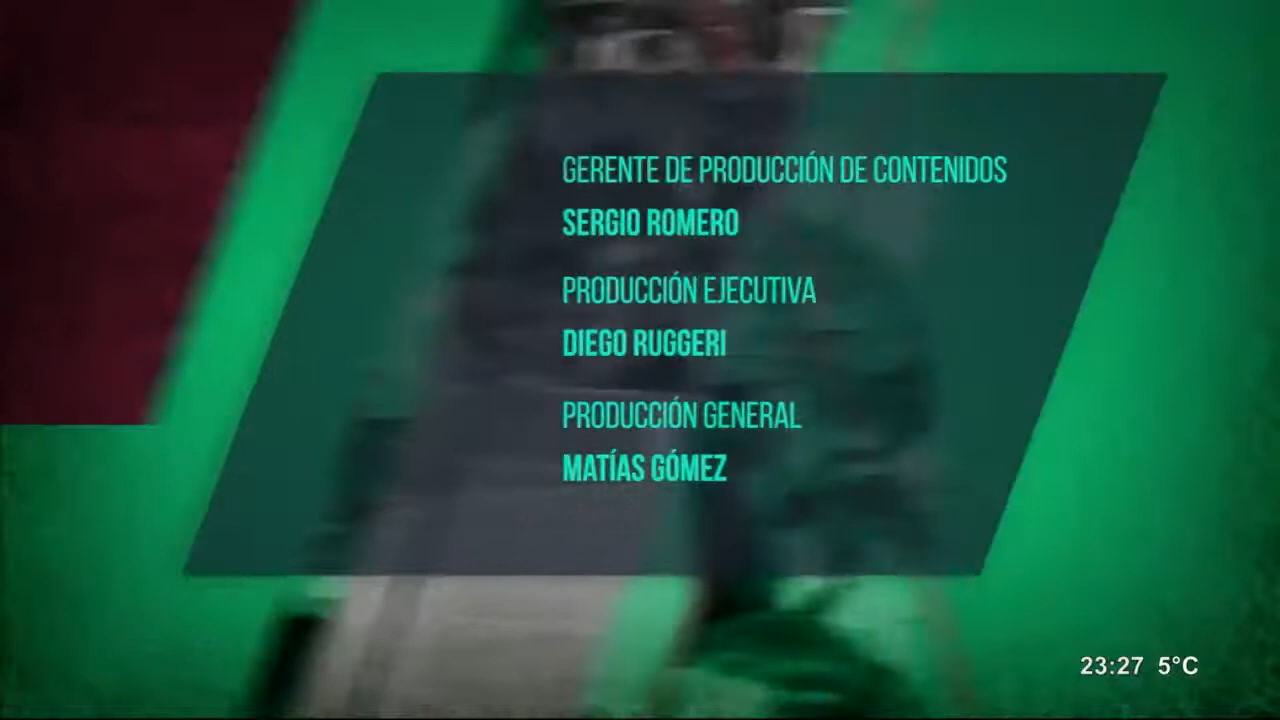 GERENTE DE PRODUCCIÓN DE CONTENIDOS
SERGIO ROMERO
PRODUCCIÓN EJECUTIVA
DIEGO RUGGERI
PRODUCCIÓN GENERAL
MATÍAS GÓMEZ
23:27 5°C